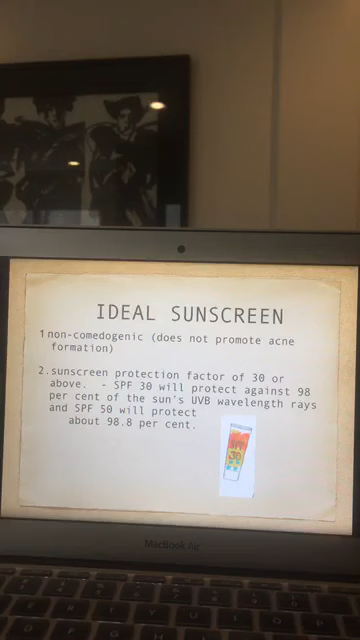 IDEAL SUNSCREEN
1 non-comedogenic (does not promote acne
formation)
2.sunscreen protection factor of 30 or
above. - SPF 30 will protect against 98
per cent of the sun's UVB wavelength rays
and SPF 50 will protect
about 98.8 per cent.
SPF
30
MacBook Air